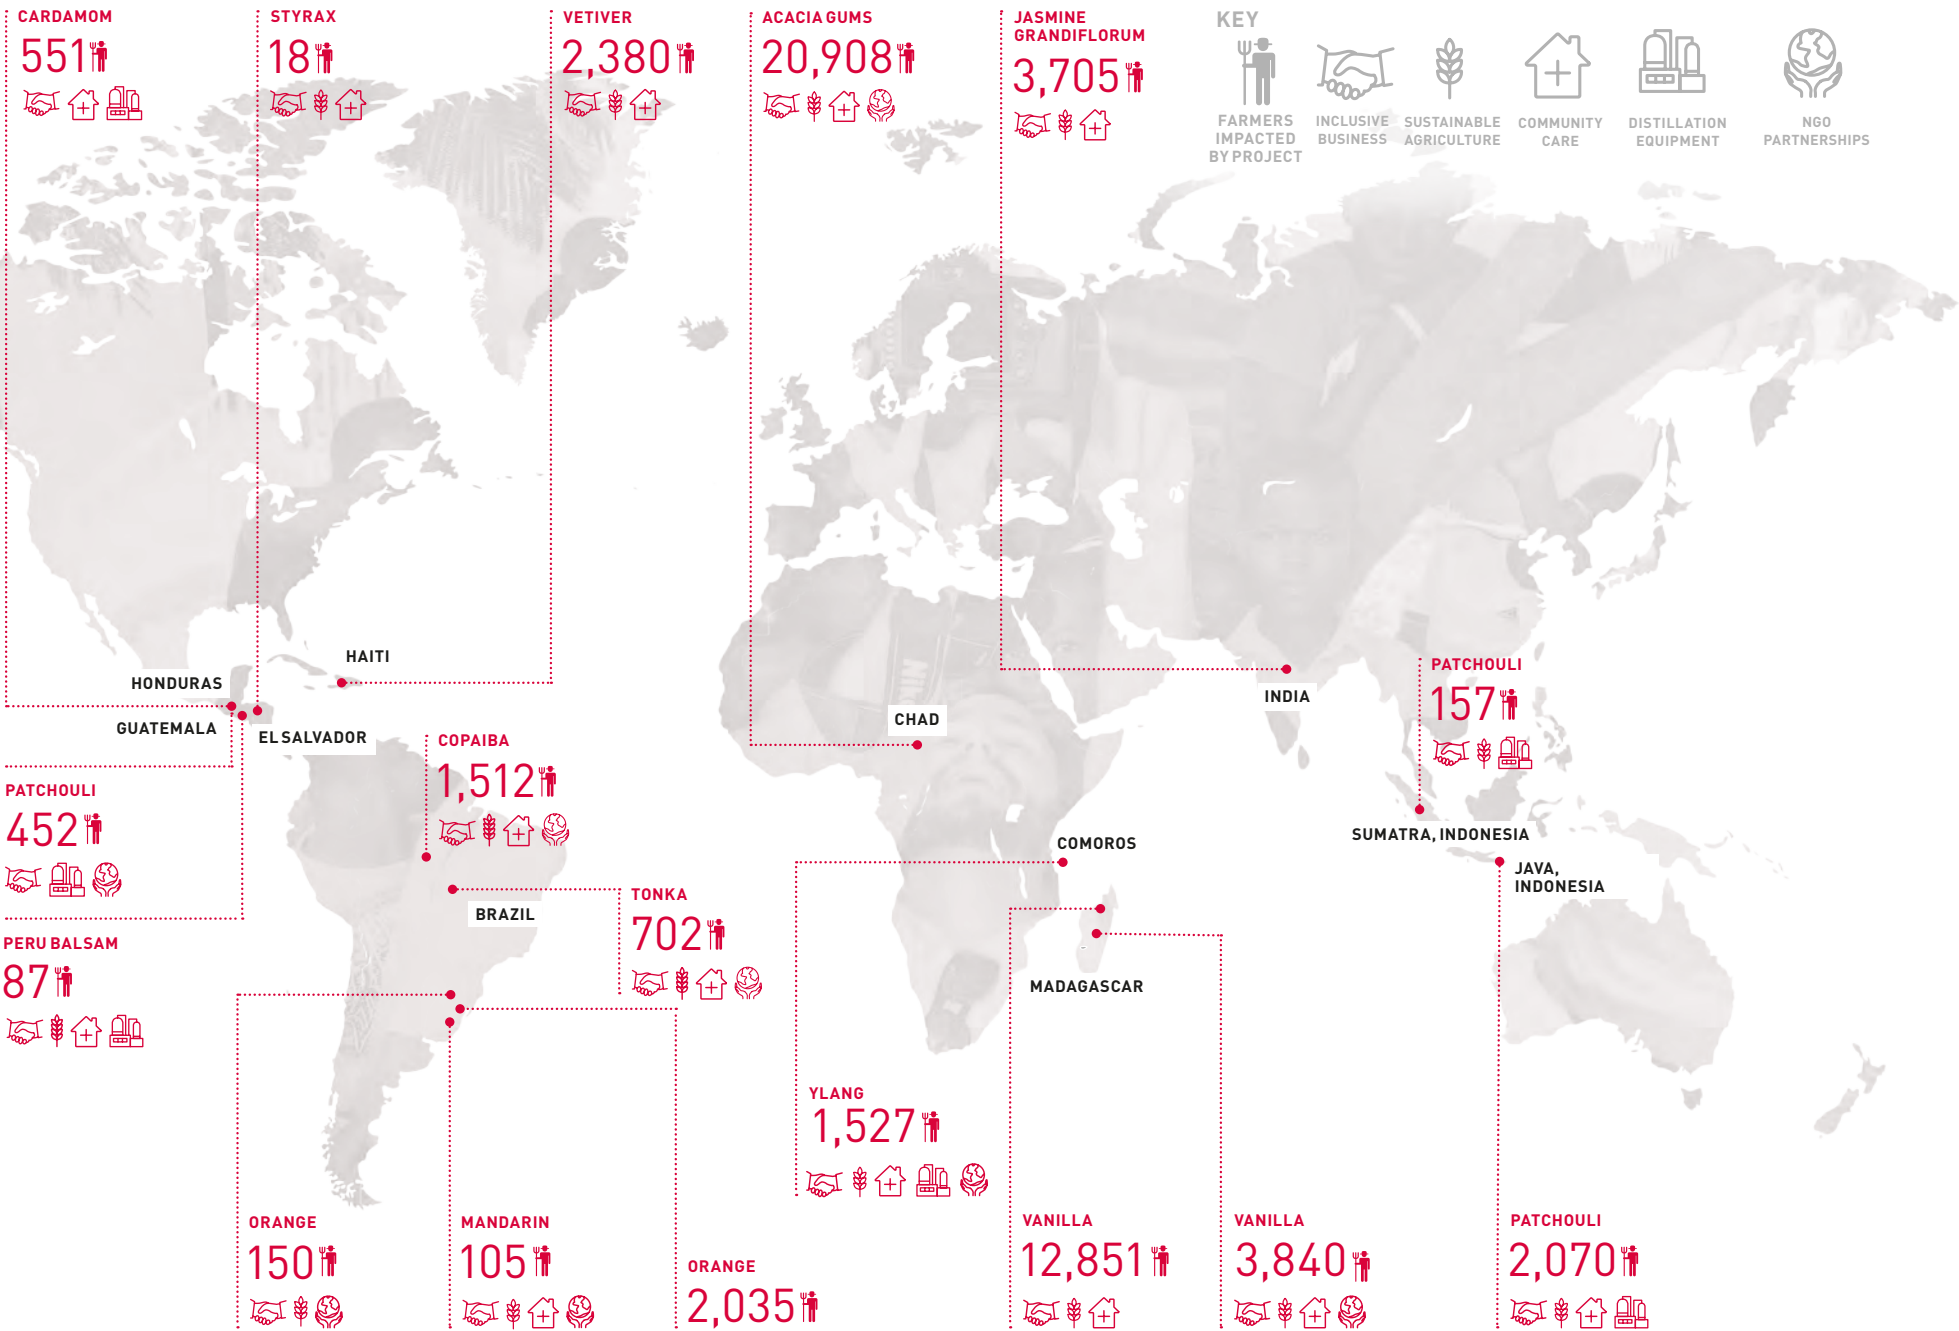 CARDAMOM
551
STYRAX
18
VETIVER
2,380
ACACIA GUMS
20,908
JASMINE
GRANDIFLORUM
3,705
KEY
FARMERS
IMPACTED
BY PROJECT
INCLUSIVE
BUSINESS
SUSTAINABLE
AGRICULTURE
COMMUNITY
CARE
DISTILLATION
EQUIPMENT
NGO
PARTNERSHIPS
HAITI
HONDURAS
GUATEMALA
EL SALVADOR
CHAD
INDIA
PATCHOULI
157
SUMATRA, INDONESIA
JAVA,
INDONESIA
COPAIBA
1,512
PATCHOULI
452
COMOROS
BRAZIL
TONKA
702
PERU BALSAM
87
MADAGASCAR
YLANG
1,527
ORANGE
150
MANDARIN
105
ORANGE
2,035
VANILLA
12,851
VANILLA
3,840
PATCHOULI
2,070